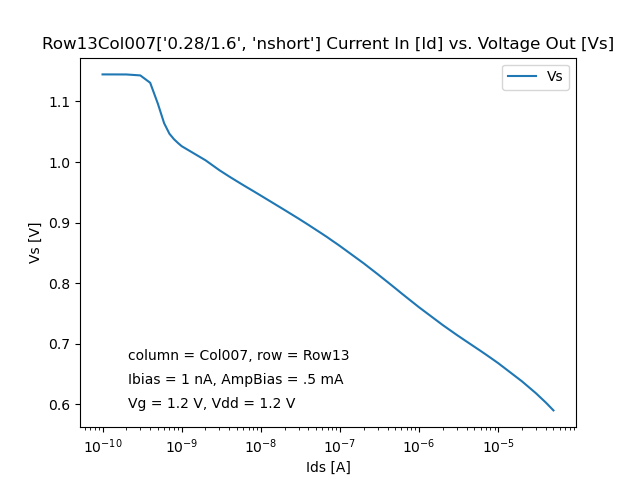 Row13Col007['0.28/1.6', 'nshort'] Current In [Id] vs. Voltage Out [Vs]
Vs
1.1
1.0
0.9
0.8
0.7
0.6
Vs [V]
column = Col007, row = Row13
Ibias = 1 nA, AmpBias = .5 mA
Vg = 1.2 V, Vdd = 1.2 V
10⁻¹⁰ 10⁻⁹ 10⁻⁸ 10⁻⁷ 10⁻⁶ 10⁻⁵
Ids [A]